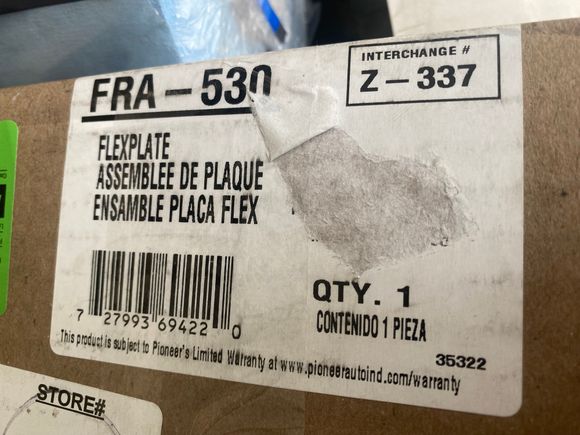 FRA-530
INTERCHANGE #
Z-337
FLEXPLATE
ASSEMBLEE DE PLAQUE
ENSAMBLE PLACA FLEX
7 27993 69422 0
QTY. 1
CONTENIDO 1 PIEZA
This product is subject to Pioneer's Limited Warranty at www.pioneerautoind.com/warranty
35322
STORE#